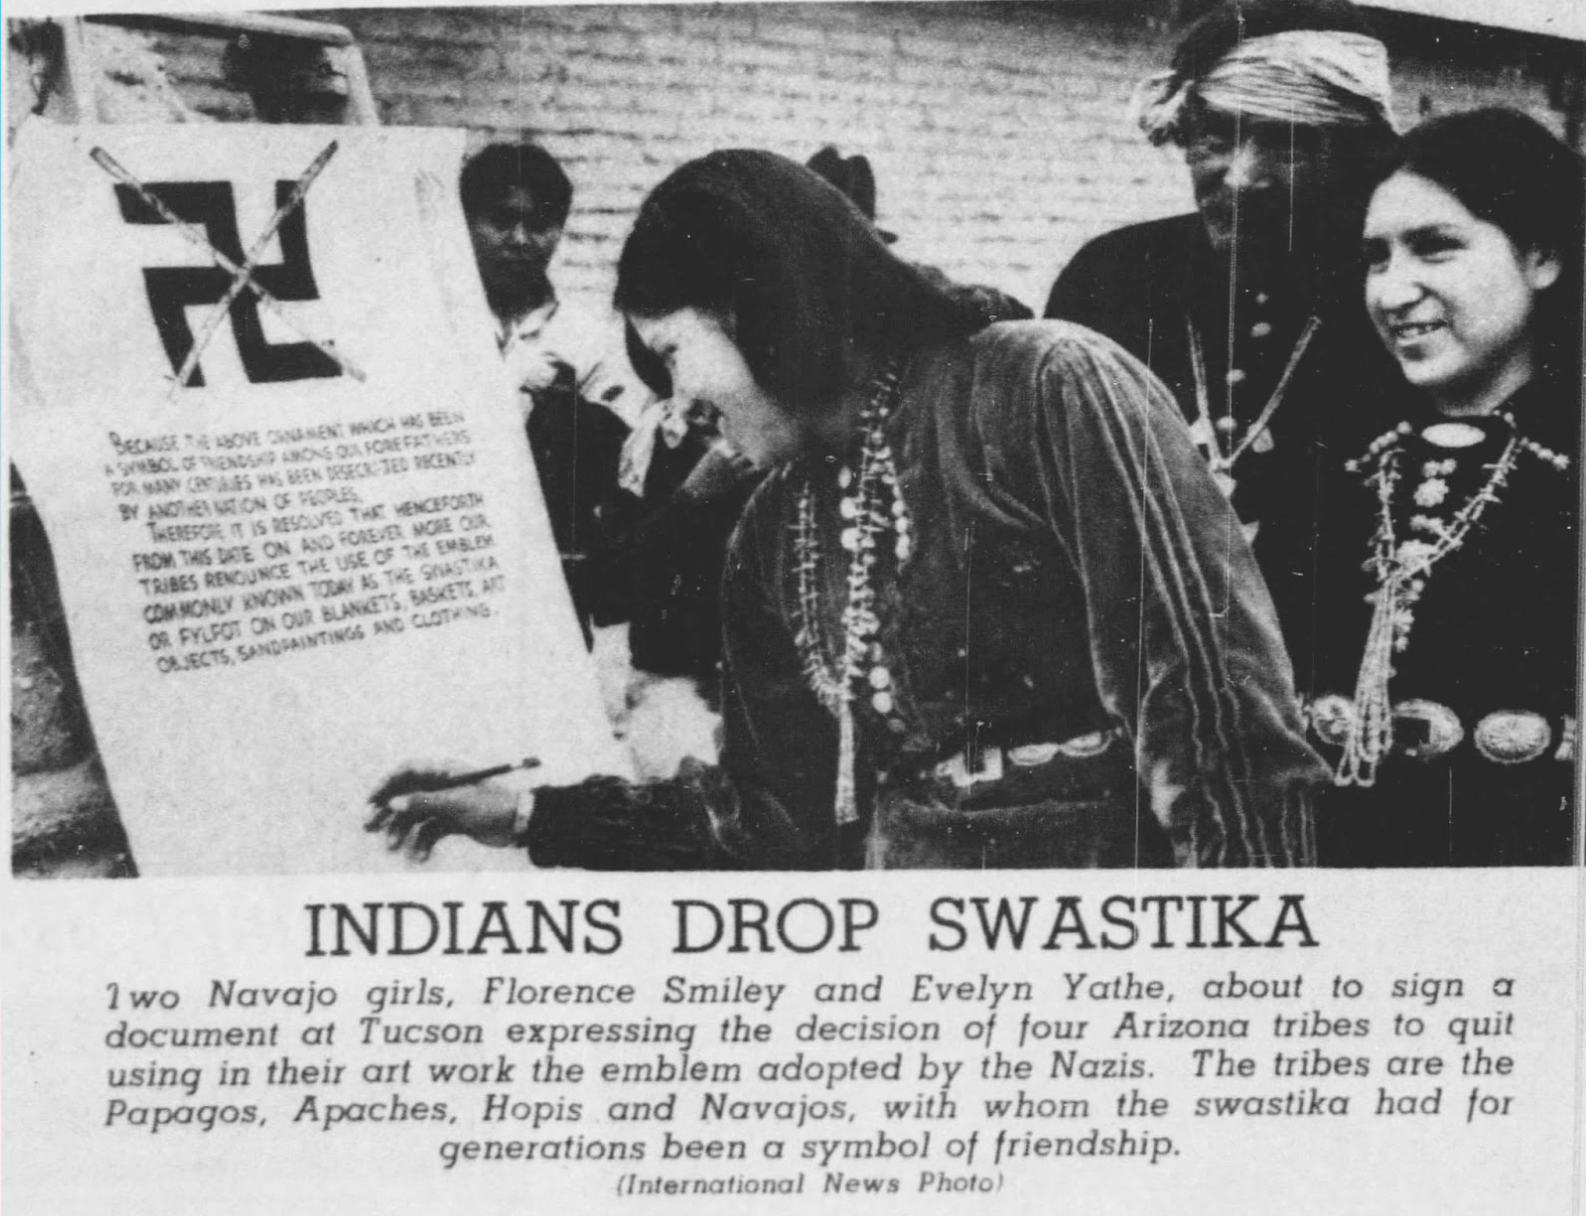 BECAUSE THE ABOVE ORNAMENT WHICH HAS BEEN
A SYMBOL OF FRIENDSHIP AMONG OUR FOREFATHERS
FOR MANY CENTURIES HAS BEEN DESECRATED RECENTLY
BY ANOTHER NATION OF PEOPLES,
THEREFORE IT IS RESOLVED THAT HENCEFORTH
FROM THIS DATE ON AND FOREVER MORE OUR
TRIBES RENOUNCE THE USE OF THE EMBLEM
COMMONLY KNOWN TODAY AS THE SWASTIKA
OR FYLFOT ON OUR BLANKETS, BASKETS, ART
OBJECTS, SANDPAINTINGS AND CLOTHING.
INDIANS DROP SWASTIKA
Two Navajo girls, Florence Smiley and Evelyn Yathe, about to sign a
document at Tucson expressing the decision of four Arizona tribes to quit
using in their art work the emblem adopted by the Nazis. The tribes are the
Papagos, Apaches, Hopis and Navajos, with whom the swastika had for
generations been a symbol of friendship.
(International News Photo)